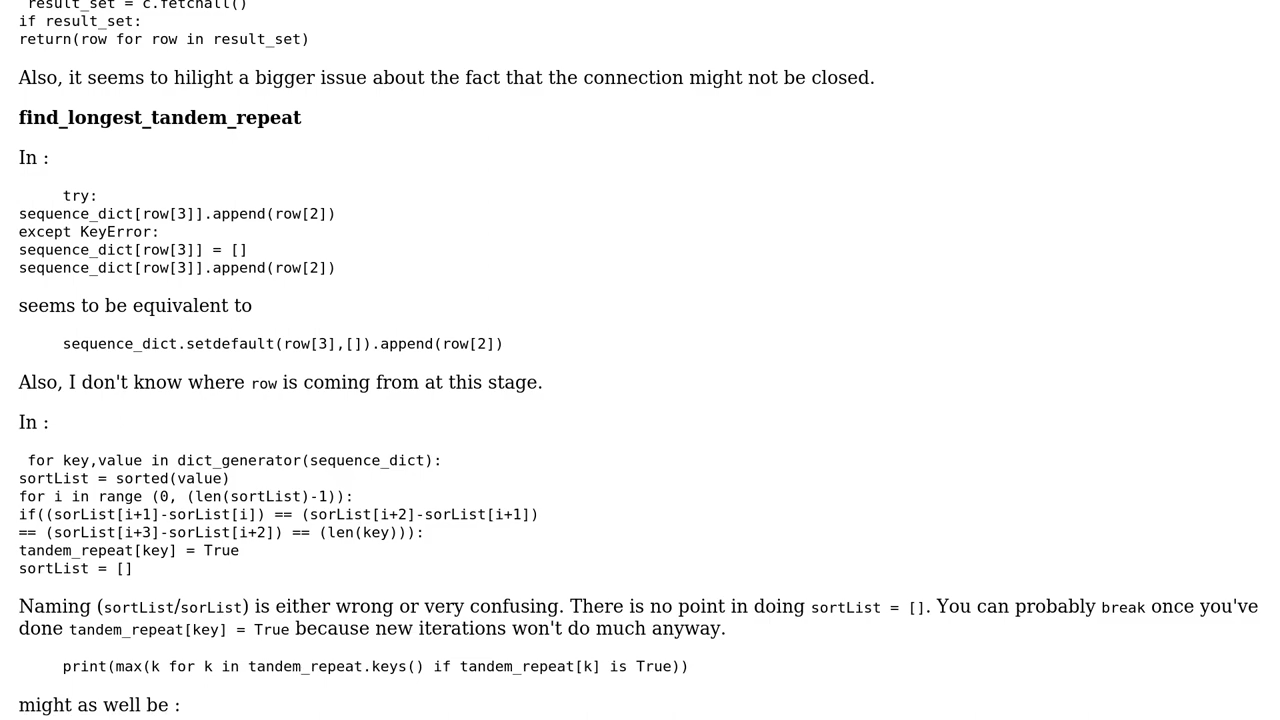 result_set = c.fetchall()
if result_set:
return(row for row in result_set)
Also, it seems to hilight a bigger issue about the fact that the connection might not be closed.
find_longest_tandem_repeat
In :
try:
sequence_dict[row[3]].append(row[2])
except KeyError:
sequence_dict[row[3]] = []
sequence_dict[row[3]].append(row[2])
seems to be equivalent to
sequence_dict.setdefault(row[3],[]).append(row[2])
Also, I don't know where row is coming from at this stage.
In :
for key,value in dict_generator(sequence_dict):
sortList = sorted(value)
for i in range (0, (len(sortList)-1)):
if((sorList[i+1]-sorList[i]) == (sorList[i+2]-sorList[i+1])
== (sorList[i+3]-sorList[i+2]) == (len(key))):
tandem_repeat[key] = True
sortList = []
Naming (sortList/sorList) is either wrong or very confusing. There is no point in doing sortList = []. You can probably break once you've
done tandem_repeat[key] = True because new iterations won't do much anyway.
print(max(k for k in tandem_repeat.keys() if tandem_repeat[k] is True))
might as well be :